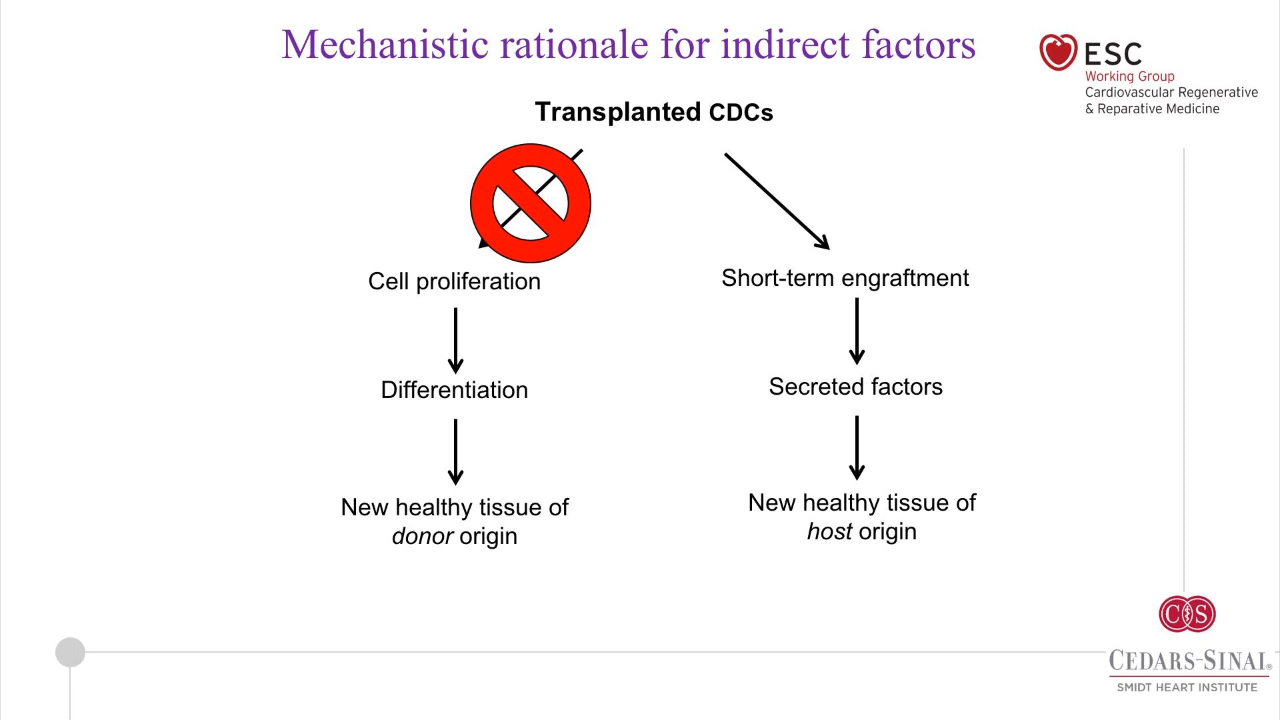 Mechanistic rationale for indirect factors
ESC
Working Group
Cardiovascular Regenerative
& Reparative Medicine
Transplanted CDCs
Cell proliferation
Differentiation
New healthy tissue of
donor origin
Short-term engraftment
Secreted factors
New healthy tissue of
host origin
CS
CEDARS-SINAI®
SMIDT HEART INSTITUTE